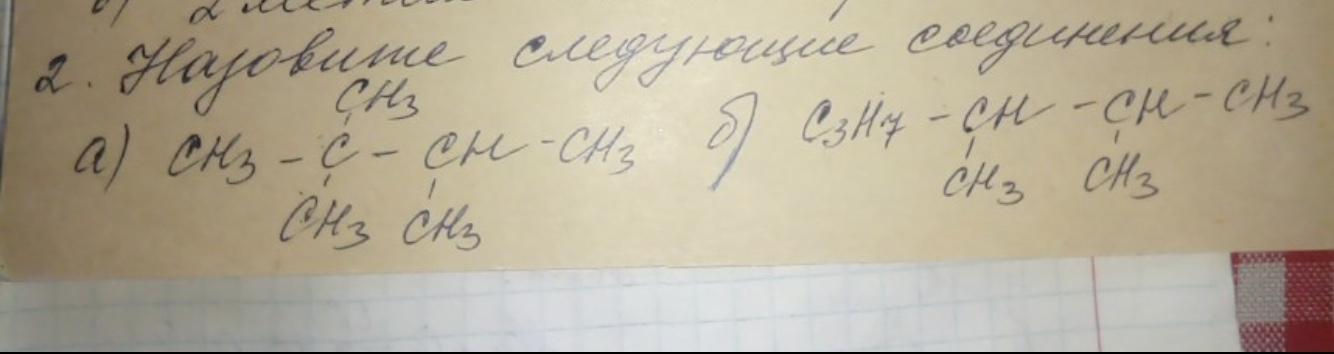 2. Назовите следующие соединения:
CH3
а) CH3 - C - CH - CH3 б) C3H7 - CH - CH - CH3
CH3 CH3 CH3 CH3